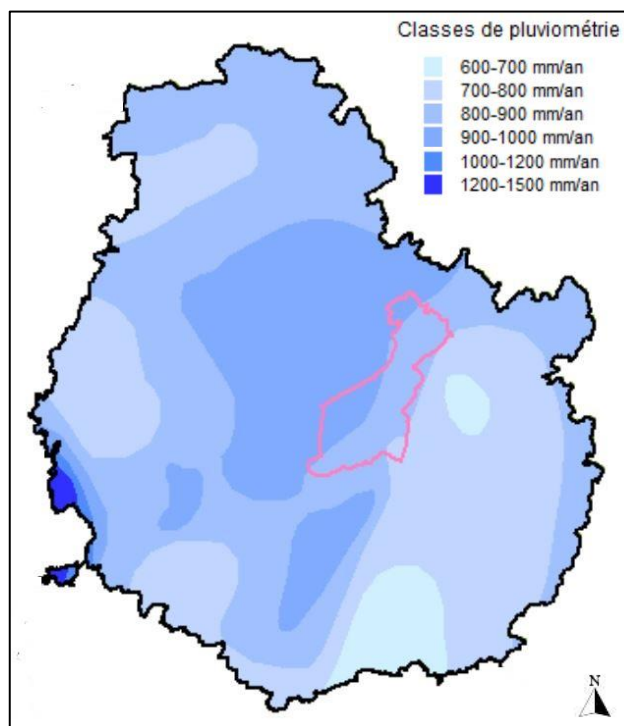 Classes de pluviométrie
600-700 mm/an
700-800 mm/an
800-900 mm/an
900-1000 mm/an
1000-1200 mm/an
1200-1500 mm/an
N